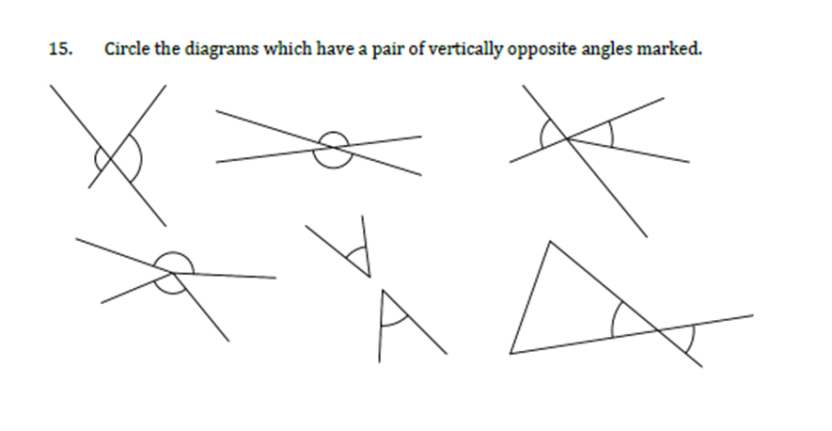 15. Circle the diagrams which have a pair of vertically opposite angles marked.